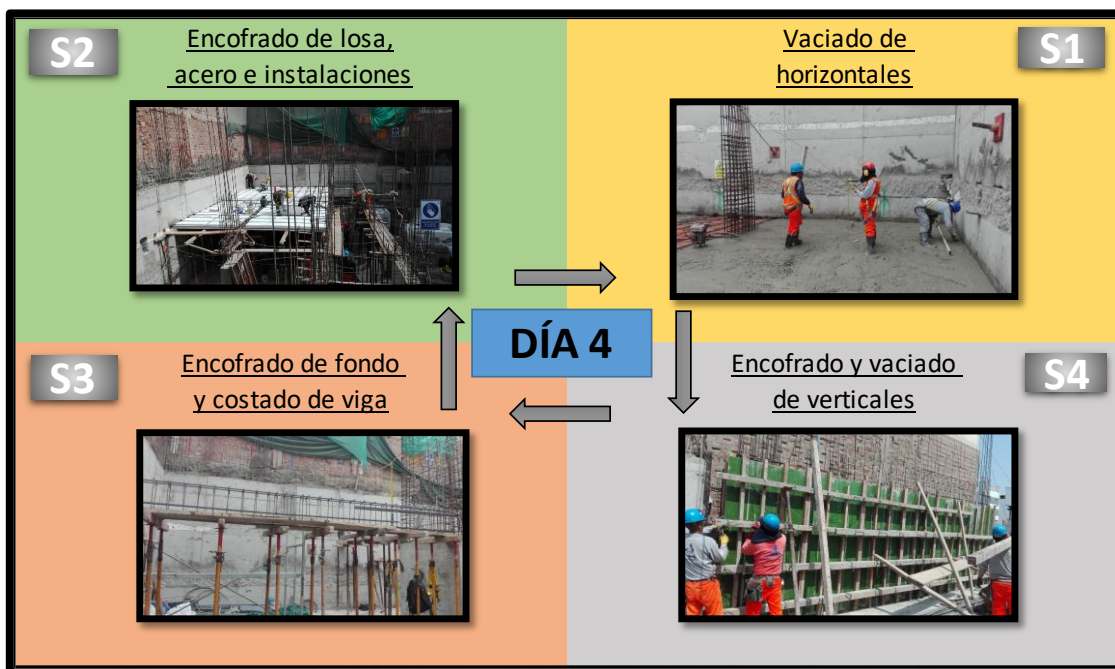 S2
Encofrado de losa,
acero e instalaciones
Vaciado de
horizontales
S1
DÍA 4
S3
Encofrado de fondo
y costado de viga
Encofrado y vaciado
de verticales
S4